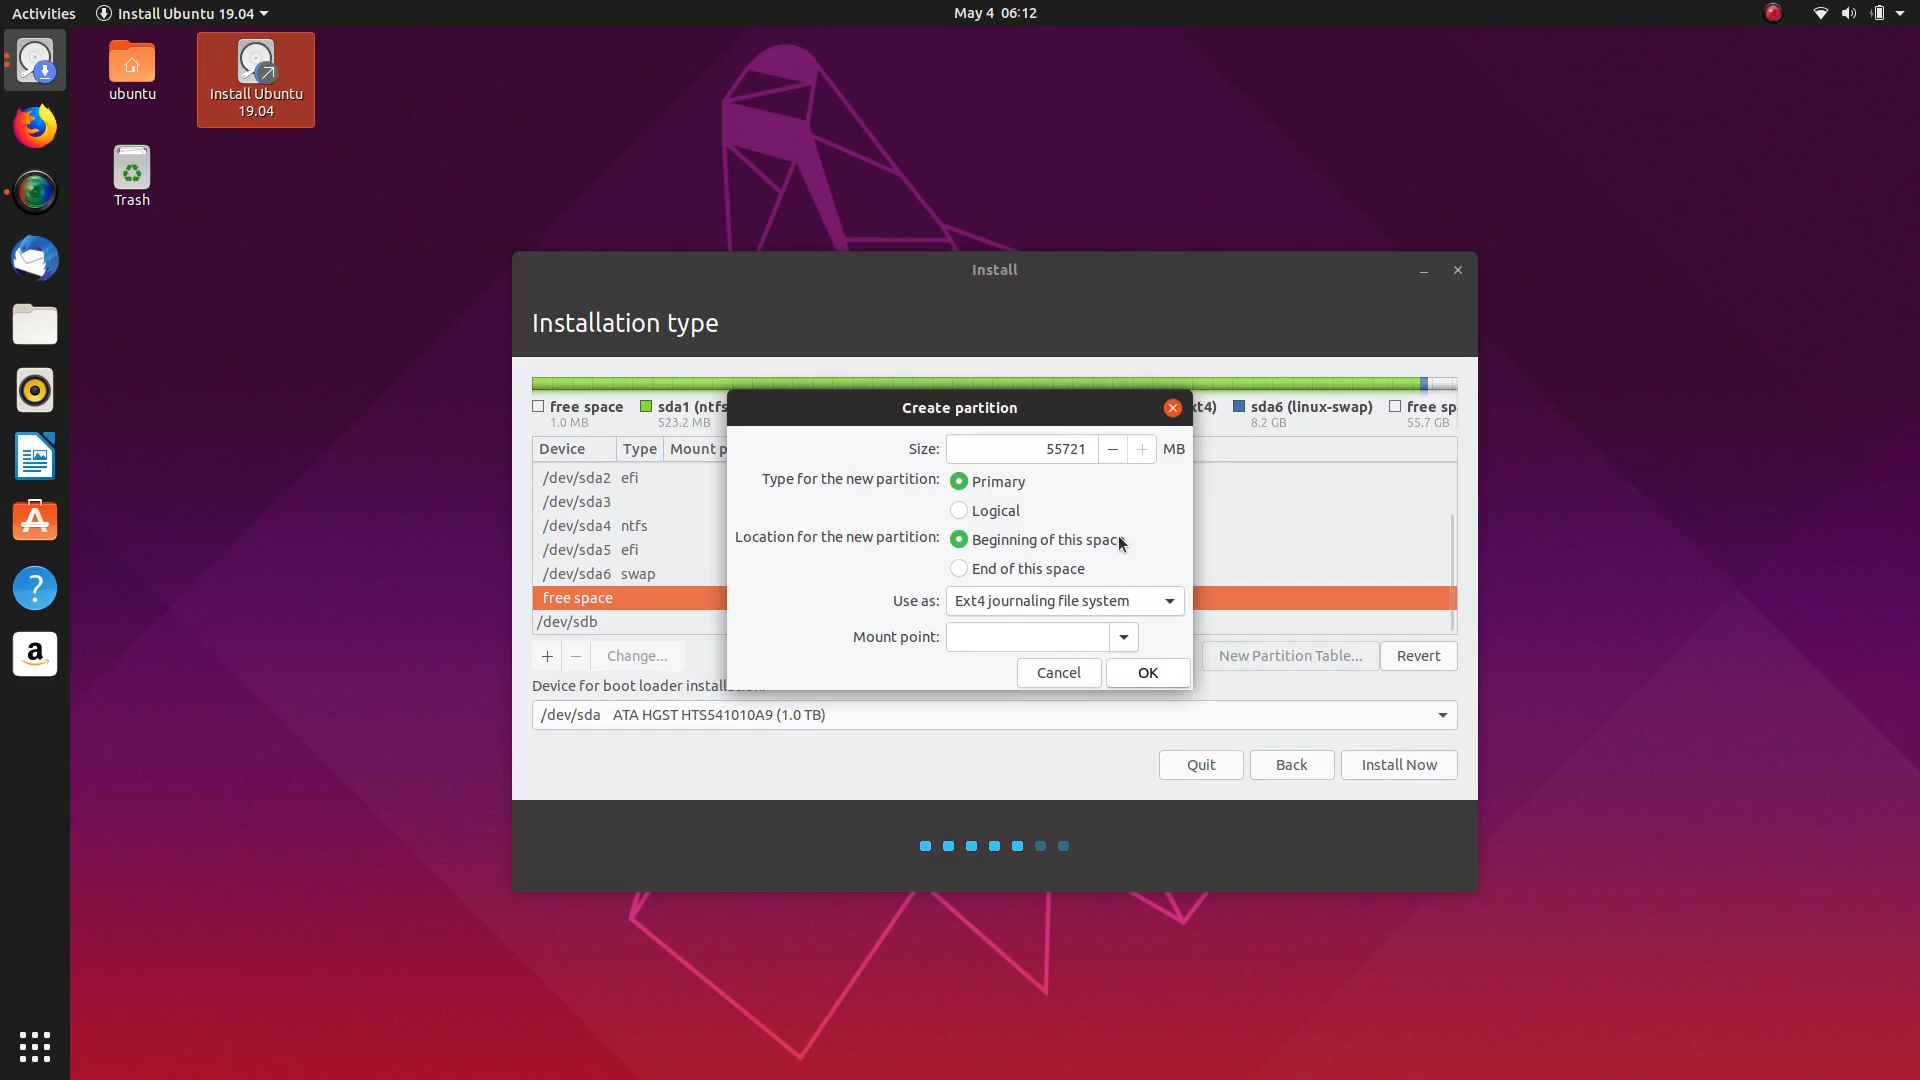 Activities
Install Ubuntu 19.04
May 4 06:12
ubuntu
Install Ubuntu
19.04
Trash
Install
Installation type
free space
1.0 MB
sda1 (ntfs
523.2 MB
xt4)
sda6 (linux-swap)
8.2 GB
free sp
55.7 GB
Device Type Mount p
/dev/sda2 efi
/dev/sda3
/dev/sda4 ntfs
/dev/sda5 efi
/dev/sda6 swap
free space
/dev/sdb
+ − Change...
New Partition Table... Revert
Create partition
Size: 55721 − + MB
Type for the new partition: Primary
Logical
Location for the new partition: Beginning of this space
End of this space
Use as: Ext4 journaling file system
Mount point:
Cancel OK
Device for boot loader installation:
/dev/sda ATA HGST HTS541010A9 (1.0 TB)
Quit Back Install Now